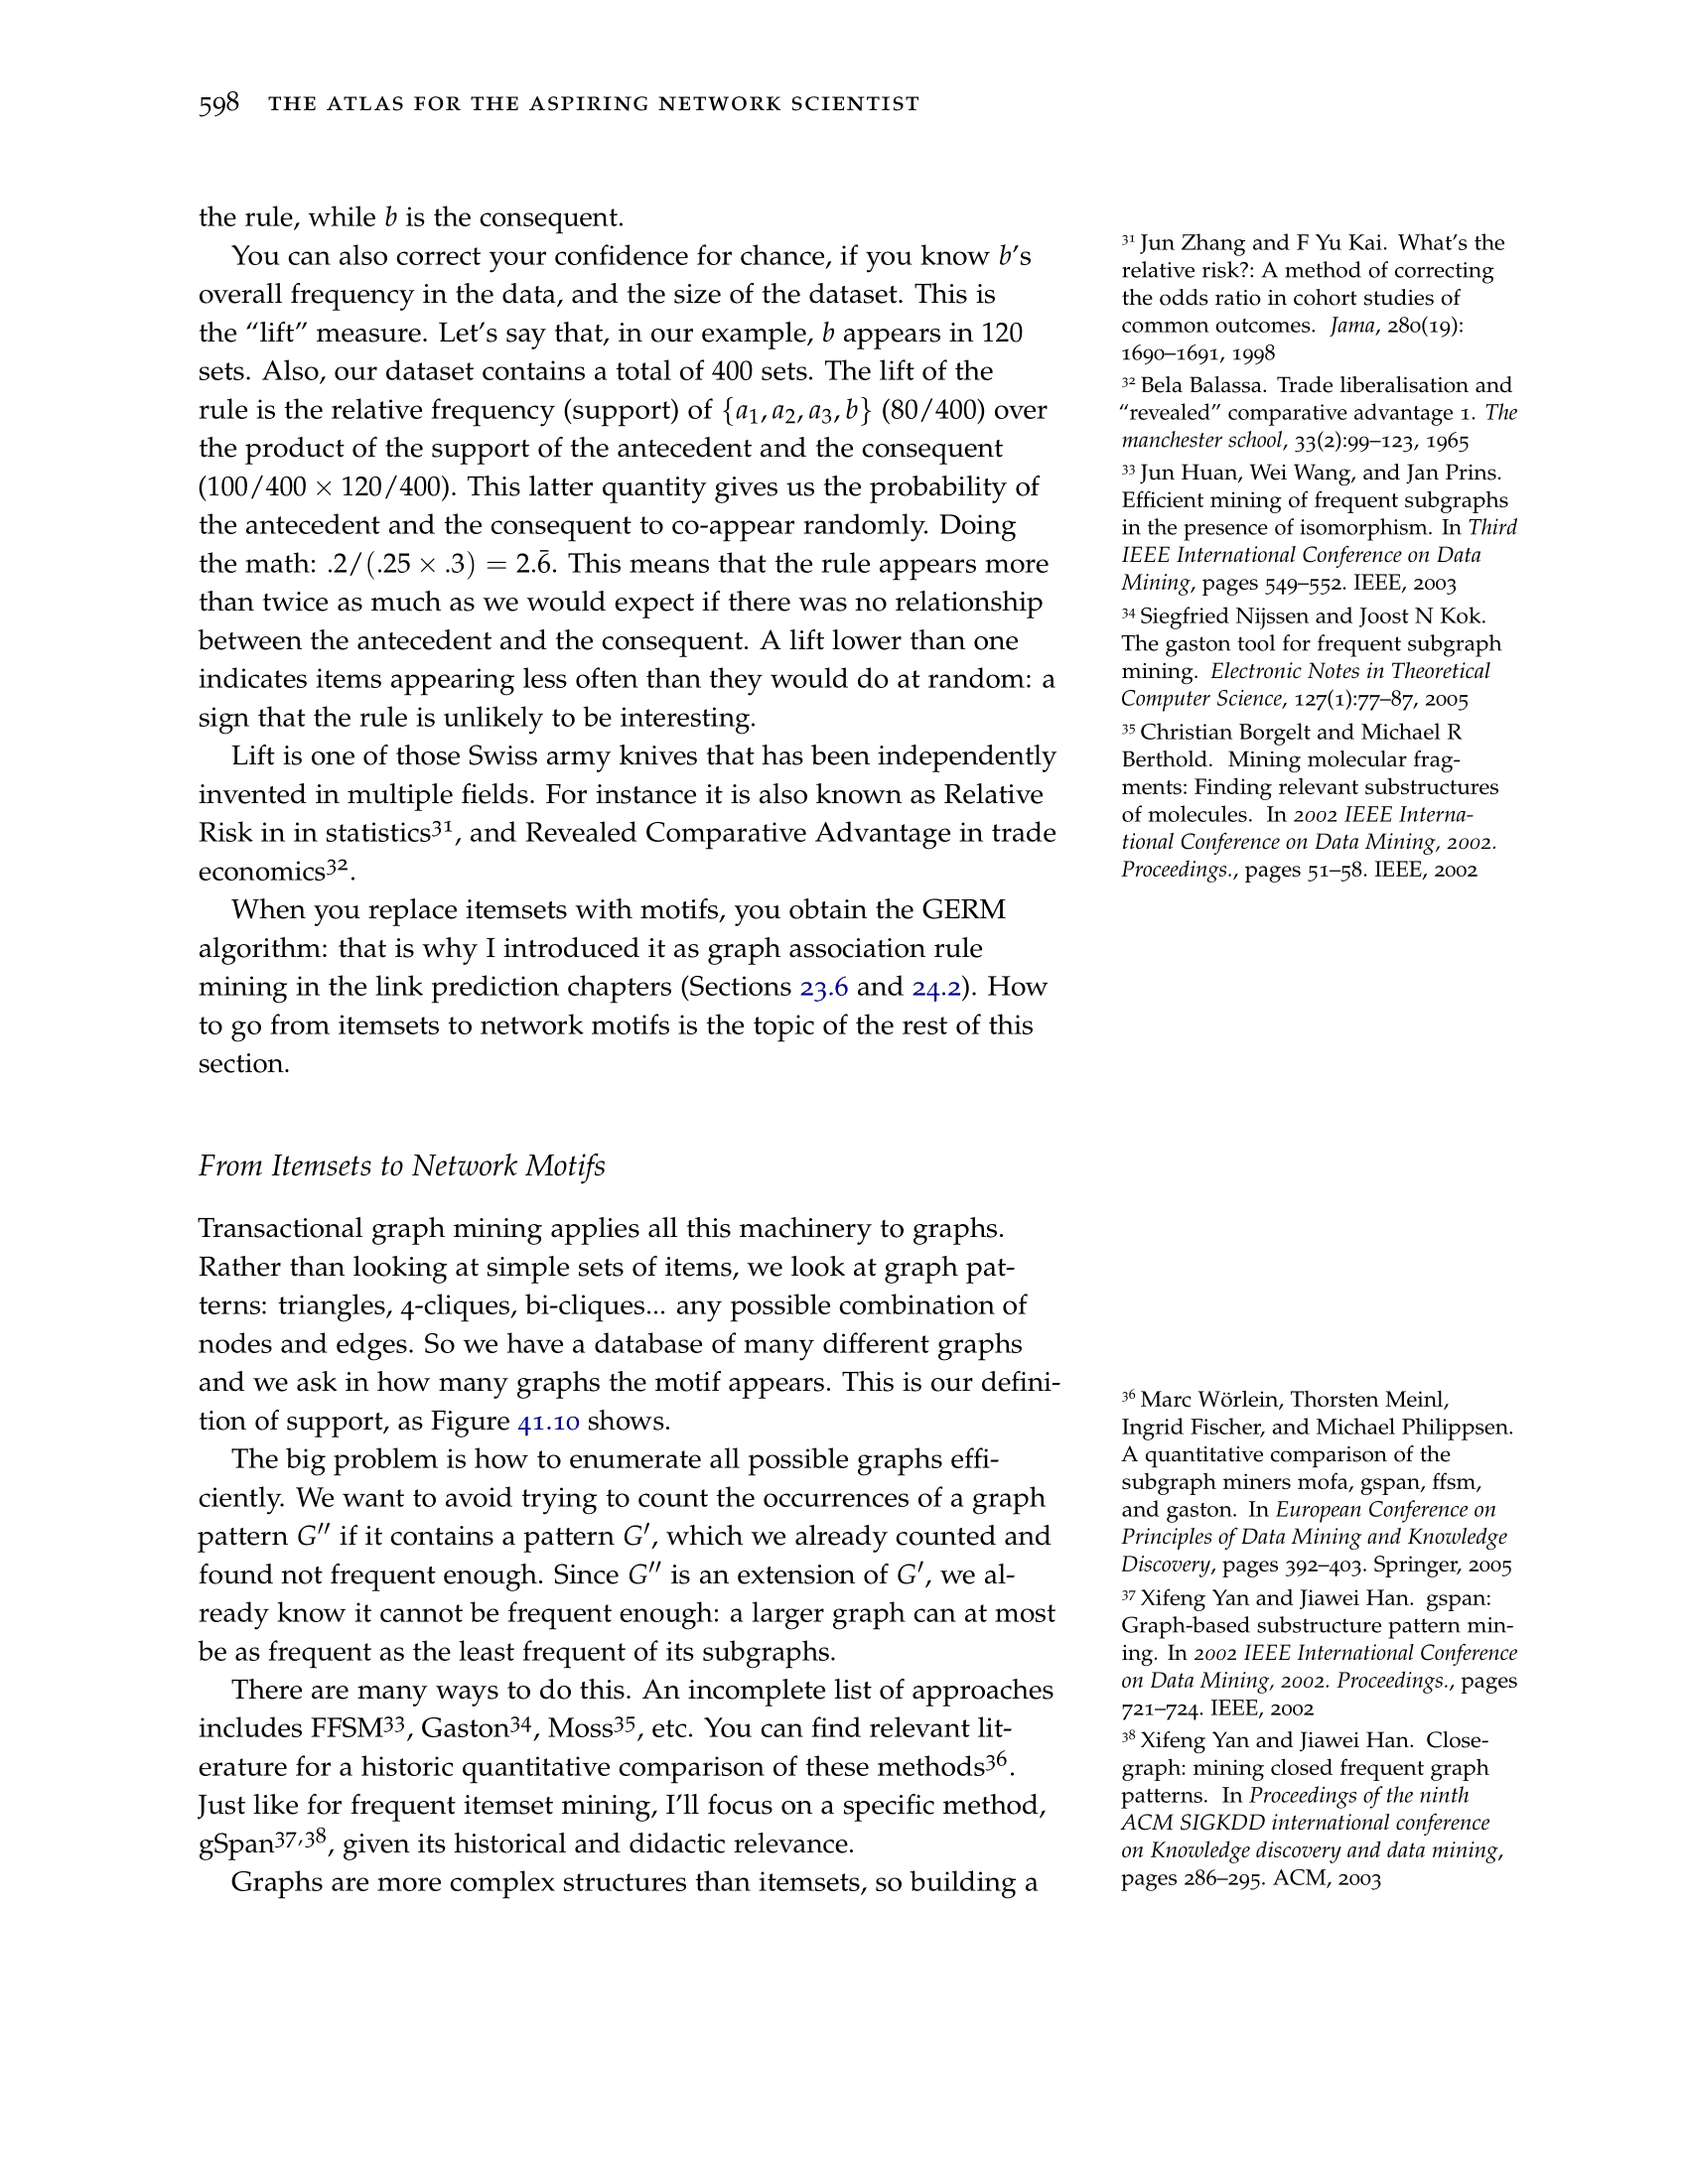 598 THE ATLAS FOR THE ASPIRING NETWORK SCIENTIST
the rule, while b is the consequent.
You can also correct your confidence for chance, if you know b’s
overall frequency in the data, and the size of the dataset. This is
the “lift” measure. Let’s say that, in our example, b appears in 120
sets. Also, our dataset contains a total of 400 sets. The lift of the
rule is the relative frequency (support) of {a₁, a₂, a₃, b} (80/400) over
the product of the support of the antecedent and the consequent
(100/400 × 120/400). This latter quantity gives us the probability of
the antecedent and the consequent to co-appear randomly. Doing
the math: .2/(.25 × .3) = 2.6̄. This means that the rule appears more
than twice as much as we would expect if there was no relationship
between the antecedent and the consequent. A lift lower than one
indicates items appearing less often than they would do at random: a
sign that the rule is unlikely to be interesting.
Lift is one of those Swiss army knives that has been independently
invented in multiple fields. For instance it is also known as Relative
Risk in in statistics³¹, and Revealed Comparative Advantage in trade
economics³².
When you replace itemsets with motifs, you obtain the GERM
algorithm: that is why I introduced it as graph association rule
mining in the link prediction chapters (Sections 23.6 and 24.2). How
to go from itemsets to network motifs is the topic of the rest of this
section.
From Itemsets to Network Motifs
Transactional graph mining applies all this machinery to graphs.
Rather than looking at simple sets of items, we look at graph pat-
terns: triangles, 4-cliques, bi-cliques... any possible combination of
nodes and edges. So we have a database of many different graphs
and we ask in how many graphs the motif appears. This is our defini-
tion of support, as Figure 41.10 shows.
The big problem is how to enumerate all possible graphs effi-
ciently. We want to avoid trying to count the occurrences of a graph
pattern G″ if it contains a pattern G′, which we already counted and
found not frequent enough. Since G″ is an extension of G′, we al-
ready know it cannot be frequent enough: a larger graph can at most
be as frequent as the least frequent of its subgraphs.
There are many ways to do this. An incomplete list of approaches
includes FFSM³³, Gaston³⁴, Moss³⁵, etc. You can find relevant lit-
erature for a historic quantitative comparison of these methods³⁶.
Just like for frequent itemset mining, I’ll focus on a specific method,
gSpan³⁷,³⁸, given its historical and didactic relevance.
Graphs are more complex structures than itemsets, so building a
³¹ Jun Zhang and F Yu Kai. What’s the
relative risk?: A method of correcting
the odds ratio in cohort studies of
common outcomes. Jama, 280(19):
1690–1691, 1998
³² Bela Balassa. Trade liberalisation and
“revealed” comparative advantage 1. The
manchester school, 33(2):99–123, 1965
³³ Jun Huan, Wei Wang, and Jan Prins.
Efficient mining of frequent subgraphs
in the presence of isomorphism. In Third
IEEE International Conference on Data
Mining, pages 549–552. IEEE, 2003
³⁴ Siegfried Nijssen and Joost N Kok.
The gaston tool for frequent subgraph
mining. Electronic Notes in Theoretical
Computer Science, 127(1):77–87, 2005
³⁵ Christian Borgelt and Michael R
Berthold. Mining molecular frag-
ments: Finding relevant substructures
of molecules. In 2002 IEEE Interna-
tional Conference on Data Mining, 2002.
Proceedings., pages 51–58. IEEE, 2002
³⁶ Marc Wörlein, Thorsten Meinl,
Ingrid Fischer, and Michael Philippsen.
A quantitative comparison of the
subgraph miners mofa, gspan, ffsm,
and gaston. In European Conference on
Principles of Data Mining and Knowledge
Discovery, pages 392–403. Springer, 2005
³⁷ Xifeng Yan and Jiawei Han. gspan:
Graph-based substructure pattern min-
ing. In 2002 IEEE International Conference
on Data Mining, 2002. Proceedings., pages
721–724. IEEE, 2002
³⁸ Xifeng Yan and Jiawei Han. Close-
graph: mining closed frequent graph
patterns. In Proceedings of the ninth
ACM SIGKDD international conference
on Knowledge discovery and data mining,
pages 286–295. ACM, 2003